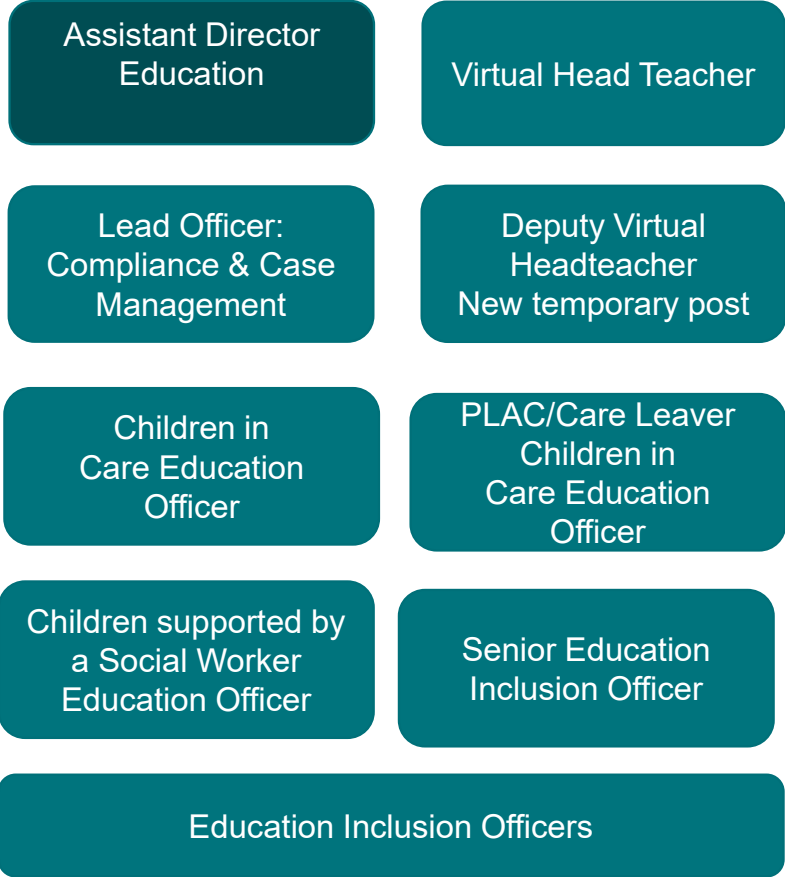 Assistant Director
Education
Virtual Head Teacher
Lead Officer:
Compliance & Case
Management
Deputy Virtual
Headteacher
New temporary post
Children in
Care Education
Officer
PLAC/Care Leaver
Children in
Care Education
Officer
Children supported by
a Social Worker
Education Officer
Senior Education
Inclusion Officer
Education Inclusion Officers